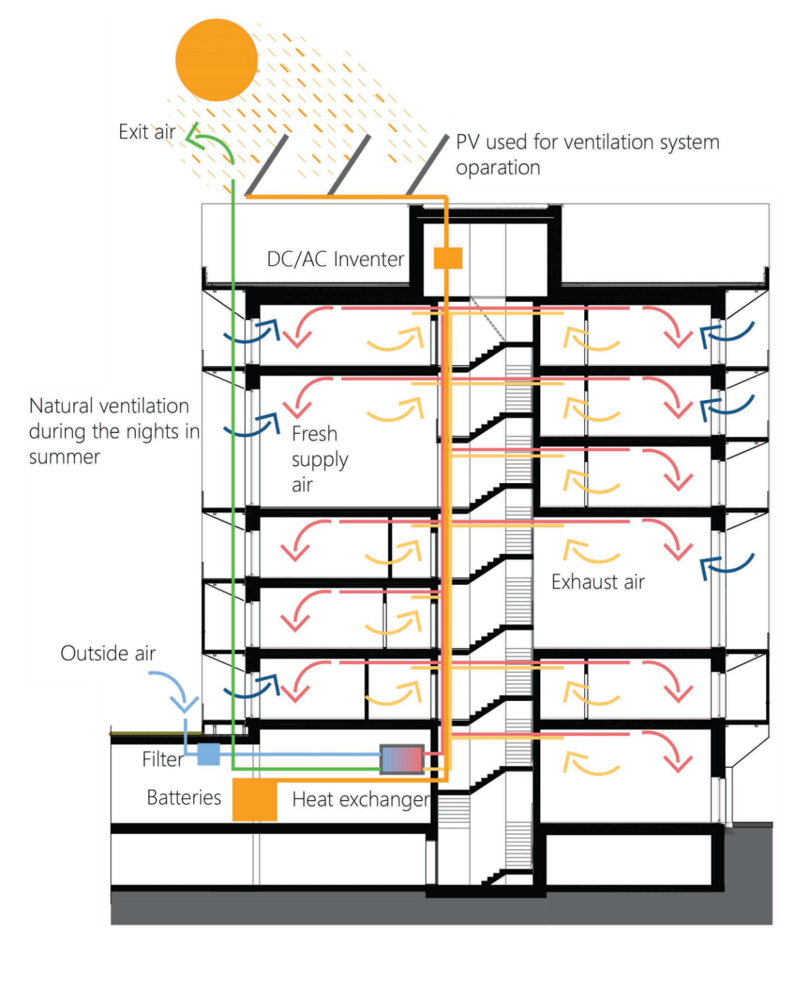 Exit air
PV used for ventilation system
oparation
DC/AC Inventer
Natural ventilation
during the nights in
summer
Fresh
supply
air
Exhaust air
Outside air
Filter
Batteries
Heat exchanger